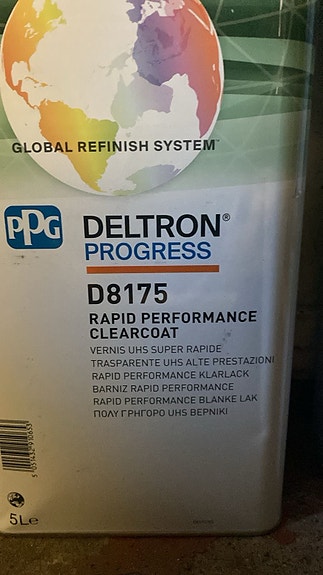 GLOBAL REFINISH SYSTEM™
PPG
DELTRON®
PROGRESS
D8175
RAPID PERFORMANCE
CLEARCOAT
VERNIS UHS SUPER RAPIDE
TRASPARENTE UHS ALTE PRESTAZIONI
RAPID PERFORMANCE KLARLACK
BARNIZ RAPID PERFORMANCE
RAPID PERFORMANCE BLANKE LAK
ΠΟΛΥ ΓΡΗΓΟΡΟ UHS ΒΕΡΝΙΚΙ
5Le